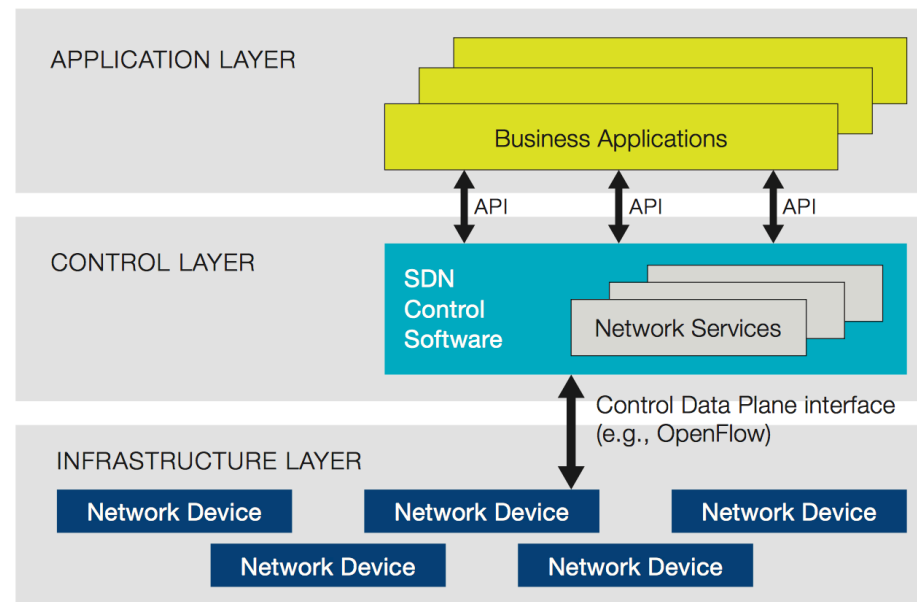 APPLICATION LAYER
Business Applications
API
API
API
CONTROL LAYER
SDN
Control
Software
Network Services
Control Data Plane interface
(e.g., OpenFlow)
INFRASTRUCTURE LAYER
Network Device
Network Device
Network Device
Network Device
Network Device